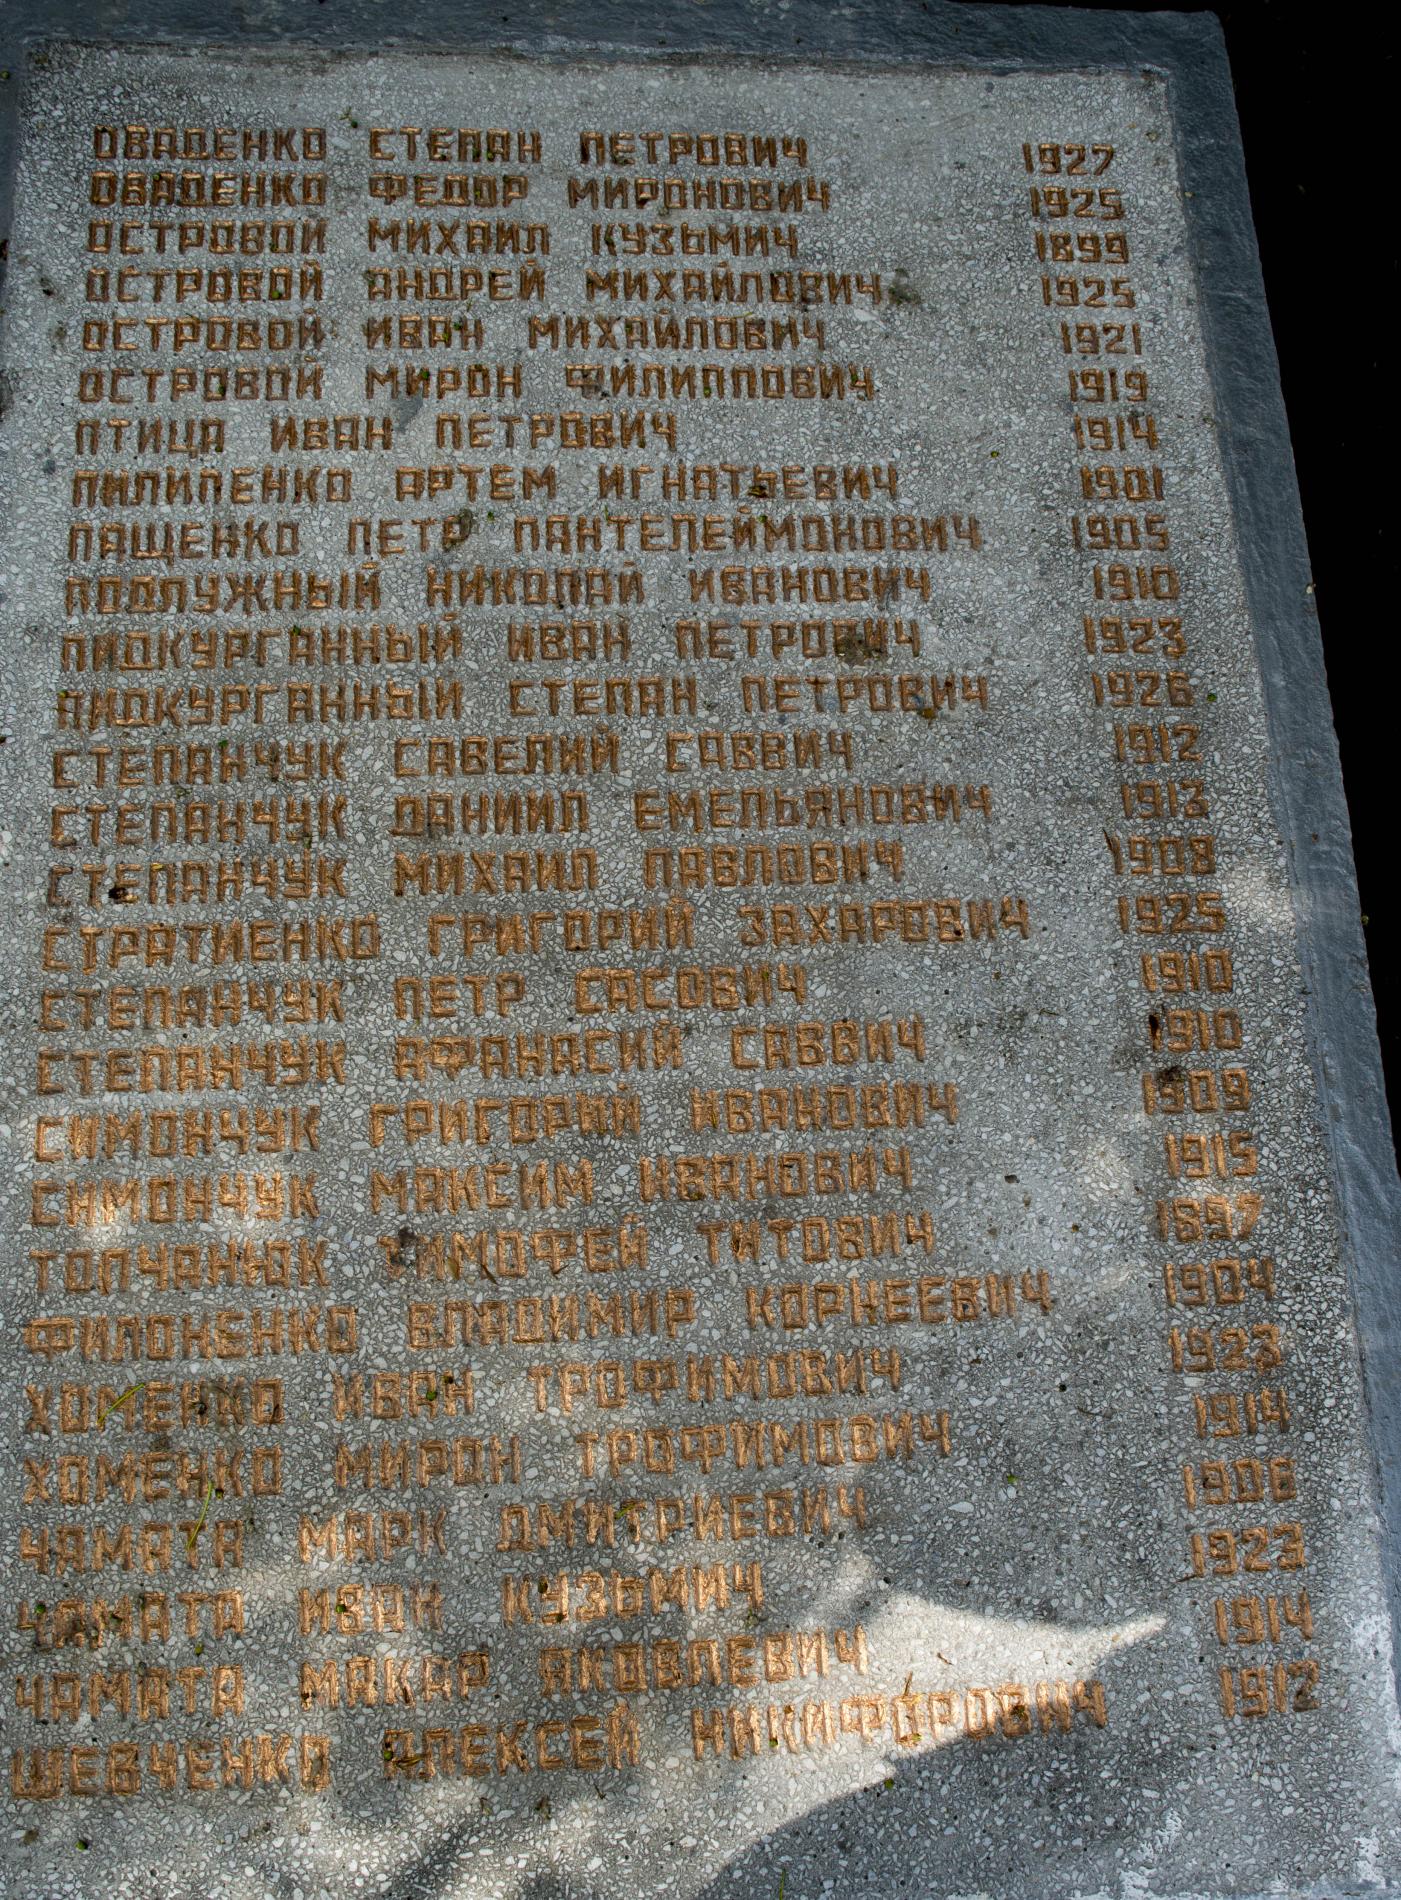 ОВАДЕНКО СТЕПАН ПЕТРОВИЧ 1927
ОВАДЕНКО ФЕДОР МИРОНОВИЧ 1925
ОСТРОВОЙ МИХАИЛ КУЗЬМИЧ 1899
ОСТРОВОЙ АНДРЕЙ МИХАЙЛОВИЧ 1925
ОСТРОВОЙ ИВАН МИХАЙЛОВИЧ 1921
ОСТРОВОЙ МИРОН ФИЛИППОВИЧ 1919
ПТИЦА ИВАН ПЕТРОВИЧ 1914
ПИЛИПЕНКО АРТЕМ ИГНАТЬЕВИЧ 1901
ПАЩЕНКО ПЕТР ПАНТЕЛЕЙМОНОВИЧ 1905
ПОДЛУЖНЫЙ НИКОЛАЙ ИВАНОВИЧ 1910
ПИДКУРГАННЫЙ ИВАН ПЕТРОВИЧ 1923
ПИДКУРГАННЫЙ СТЕПАН ПЕТРОВИЧ 1926
СТЕПАНЧУК САВЕЛИЙ САВВИЧ 1912
СТЕПАНЧУК ДАНИИЛ ЕМЕЛЬЯНОВИЧ 1913
СТЕПАНЧУК МИХАИЛ ПАВЛОВИЧ 1908
СТРАТИЕНКО ГРИГОРИЙ ЗАХАРОВИЧ 1925
СТЕПАНЧУК ПЕТР САСОВИЧ 1910
СТЕПАНЧУК АФАНАСИЙ САВВИЧ 1910
СИМОНЧУК ГРИГОРИЙ ИВАНОВИЧ 1909
СИМОНЧУК МАКСИМ ИВАНОВИЧ 1915
ТОЛЧАНЮК ТИМОФЕЙ ТИТОВИЧ 1897
ФИЛОНЕНКО ВЛАДИМИР КОРНЕЕВИЧ 1904
ХОМЕНКО ИВАН ТРОФИМОВИЧ 1923
ХОМЕНКО МИРОН ТРОФИМОВИЧ 1914
ЧАМАТА МАРК ДМИТРИЕВИЧ
ЧАМАТА ИВАН КУЗЬМИЧ 1923
ЧАМАТА МАКАР ЯКОВЛЕВИЧ 1914
ШЕВЧЕНКО АЛЕКСЕЙ НИКИФОРОВИЧ 1912